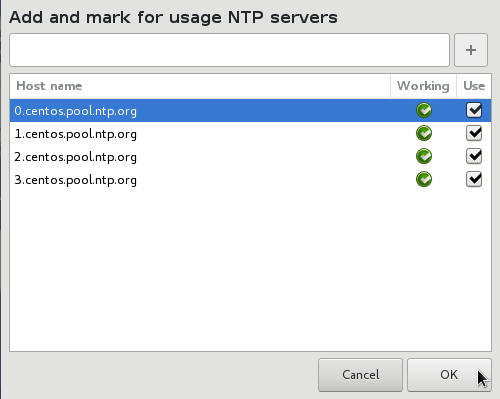 Add and mark for usage NTP servers
+
Host name Working Use
0.centos.pool.ntp.org
1.centos.pool.ntp.org
2.centos.pool.ntp.org
3.centos.pool.ntp.org
Cancel OK